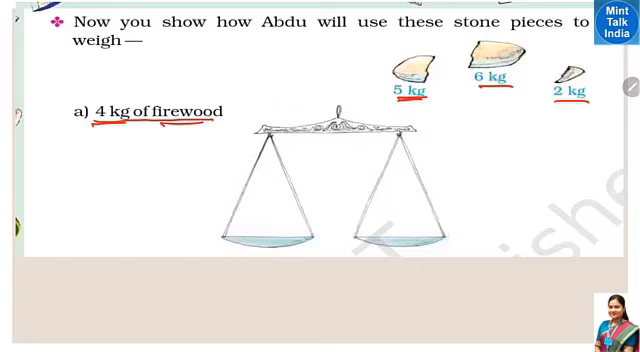 Mint
Talk
India
❖ Now you show how Abdu will use these stone pieces to
weigh —
5 kg
6 kg
2 kg
a) 4 kg of firewood